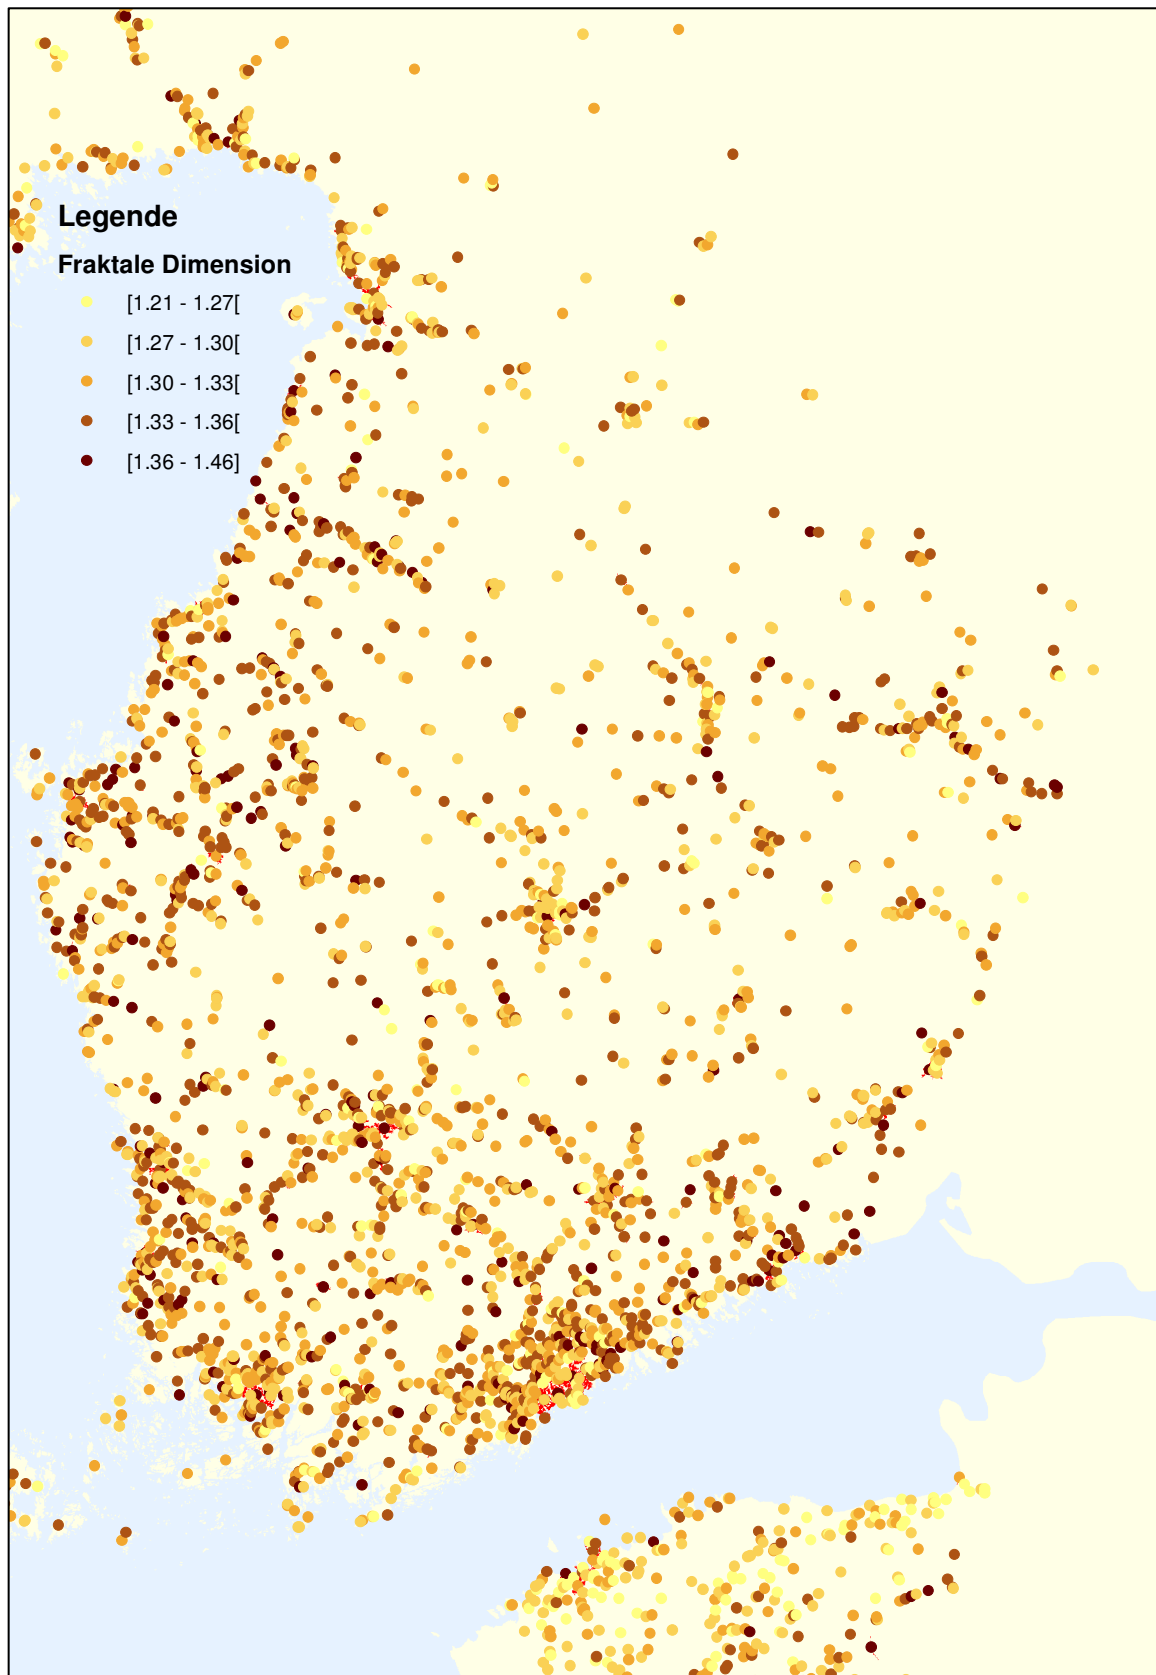 Legende
Fraktale Dimension
[1.21 - 1.27[
[1.27 - 1.30[
[1.30 - 1.33[
[1.33 - 1.36[
[1.36 - 1.46]